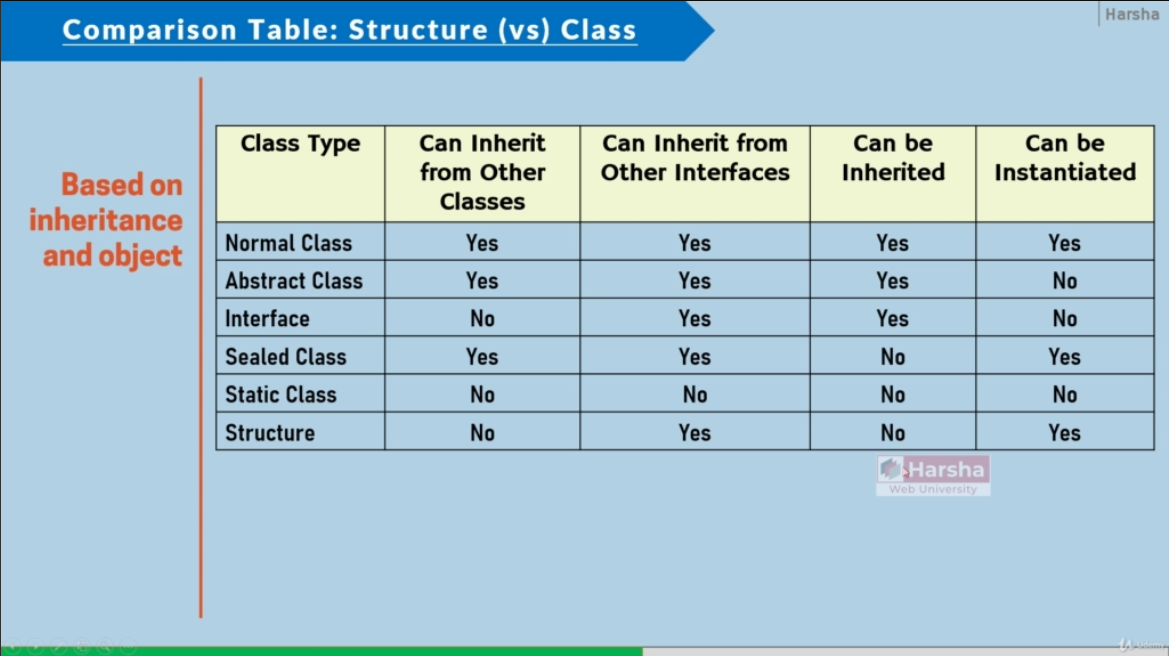 Comparison Table: Structure (vs) Class
Harsha
Based on
inheritance
and object
Class Type Can Inherit from Other Classes Can Inherit from Other Interfaces Can be Inherited Can be Instantiated
Normal Class Yes Yes Yes Yes
Abstract Class Yes Yes Yes No
Interface No Yes Yes No
Sealed Class Yes Yes No Yes
Static Class No No No No
Structure No Yes No Yes
Harsha
Web University
Udemy